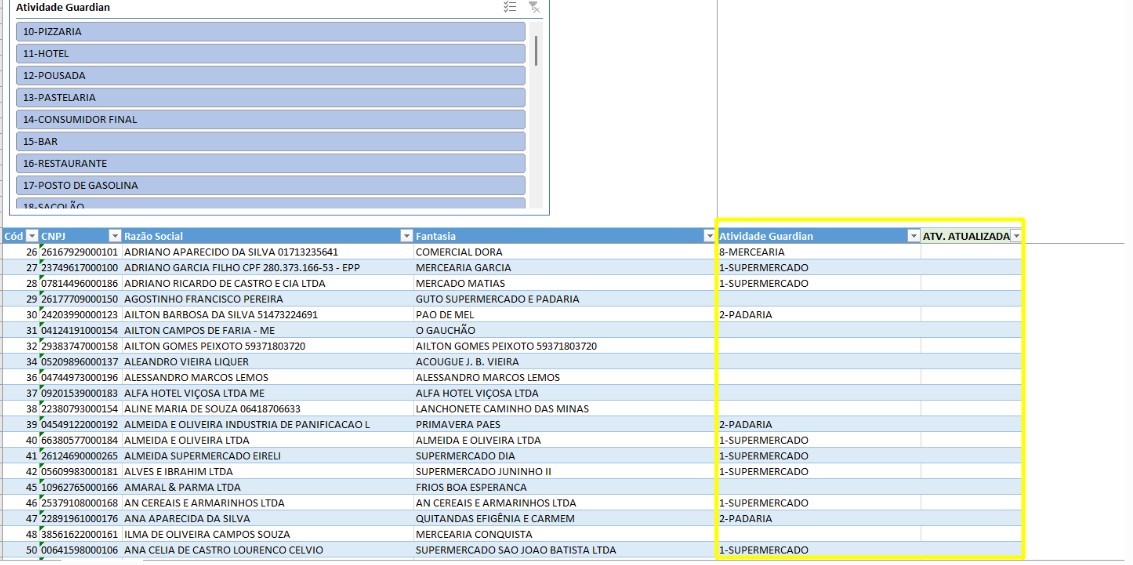 Atividade Guardian
10-PIZZARIA
11-HOTEL
12-POUSADA
13-PASTELARIA
14-CONSUMIDOR FINAL
15-BAR
16-RESTAURANTE
17-POSTO DE GASOLINA
18-SACOLÃO
Cód CNPJ Razão Social Fantasia Atividade Guardian ATV. ATUALIZADA
26 26167929000101 ADRIANO APARECIDO DA SILVA 01713235641 COMERCIAL DORA 8-MERCEARIA
27 23749617000100 ADRIANO GARCIA FILHO CPF 280.373.166-53 - EPP MERCEARIA GARCIA 1-SUPERMERCADO
28 07814496000186 ADRIANO RICARDO DE CASTRO E CIA LTDA MERCADO MATIAS 1-SUPERMERCADO
29 26177709000150 AGOSTINHO FRANCISCO PEREIRA GUTO SUPERMERCADO E PADARIA
30 24203990000123 AILTON BARBOSA DA SILVA 51473224691 PAO DE MEL 2-PADARIA
31 04124191000154 AILTON CAMPOS DE FARIA - ME O GAUCHÃO
32 29383747000158 AILTON GOMES PEIXOTO 59371803720 AILTON GOMES PEIXOTO 59371803720
34 05209896000137 ALEANDRO VIEIRA LIQUER ACOUGUE J. B. VIEIRA
36 04744973000196 ALESSANDRO MARCOS LEMOS ALESSANDRO MARCOS LEMOS
37 09201539000183 ALFA HOTEL VIÇOSA LTDA ME ALFA HOTEL VIÇOSA LTDA
38 22380793000154 ALINE MARIA DE SOUZA 06418706633 LANCHONETE CAMINHO DAS MINAS
39 04549122000192 ALMEIDA E OLIVEIRA INDUSTRIA DE PANIFICACAO L PRIMAVERA PAES 2-PADARIA
40 66380577000184 ALMEIDA E OLIVEIRA LTDA ALMEIDA E OLIVEIRA LTDA 1-SUPERMERCADO
41 26124690000265 ALMEIDA SUPERMERCADO EIRELI SUPERMERCADO DIA 1-SUPERMERCADO
42 05609983000181 ALVES E IBRAHIM LTDA SUPERMERCADO JUNINHO II 1-SUPERMERCADO
45 10962765000166 AMARAL & PARMA LTDA FRIOS BOA ESPERANCA
46 25379108000168 AN CEREAIS E ARMARINHOS LTDA AN CEREAIS E ARMARINHOS LTDA 1-SUPERMERCADO
47 22891961000176 ANA APARECIDA DA SILVA QUITANDAS EFIGÊNIA E CARMEM 2-PADARIA
48 38561622000161 ILMA DE OLIVEIRA CAMPOS SOUZA MERCEARIA CONQUISTA
50 00641598000106 ANA CELIA DE CASTRO LOURENCO CELVIO SUPERMERCADO SAO JOAO BATISTA LTDA 1-SUPERMERCADO